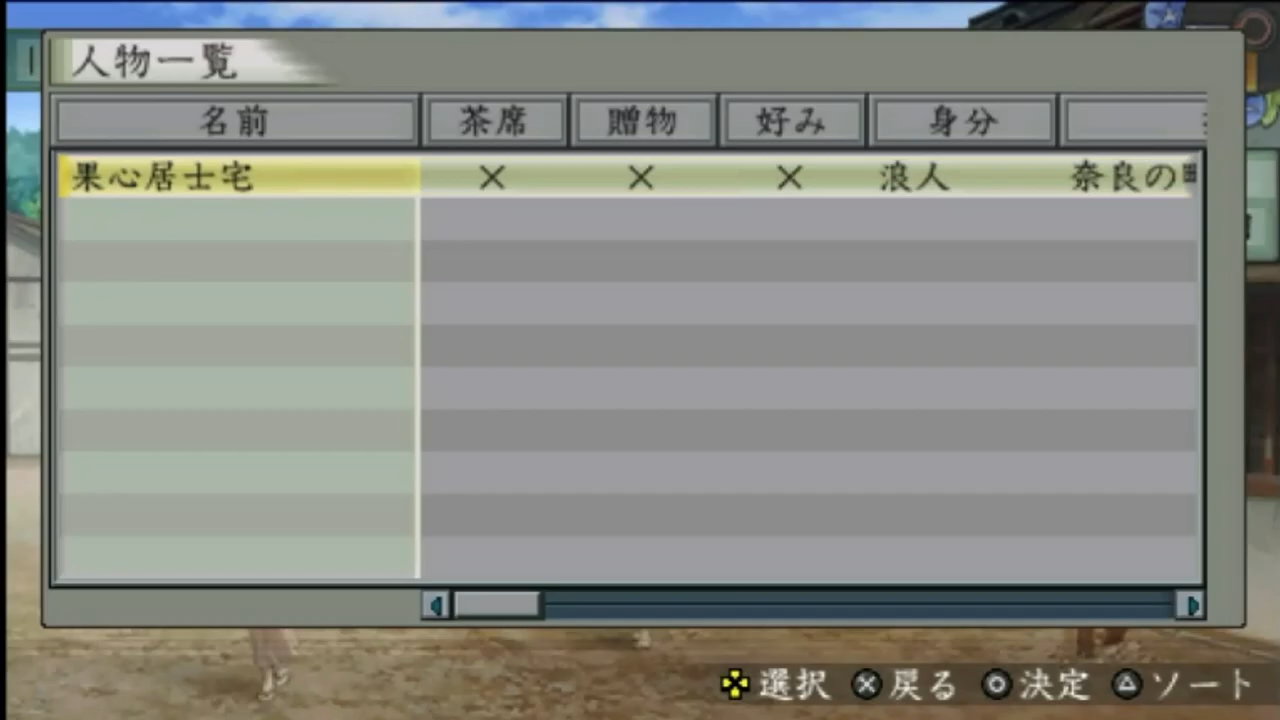 人物一覧
名前 茶席 贈物 好み 身分
果心居士宅 × × × 浪人 奈良の
選択 戻る 決定 ソート